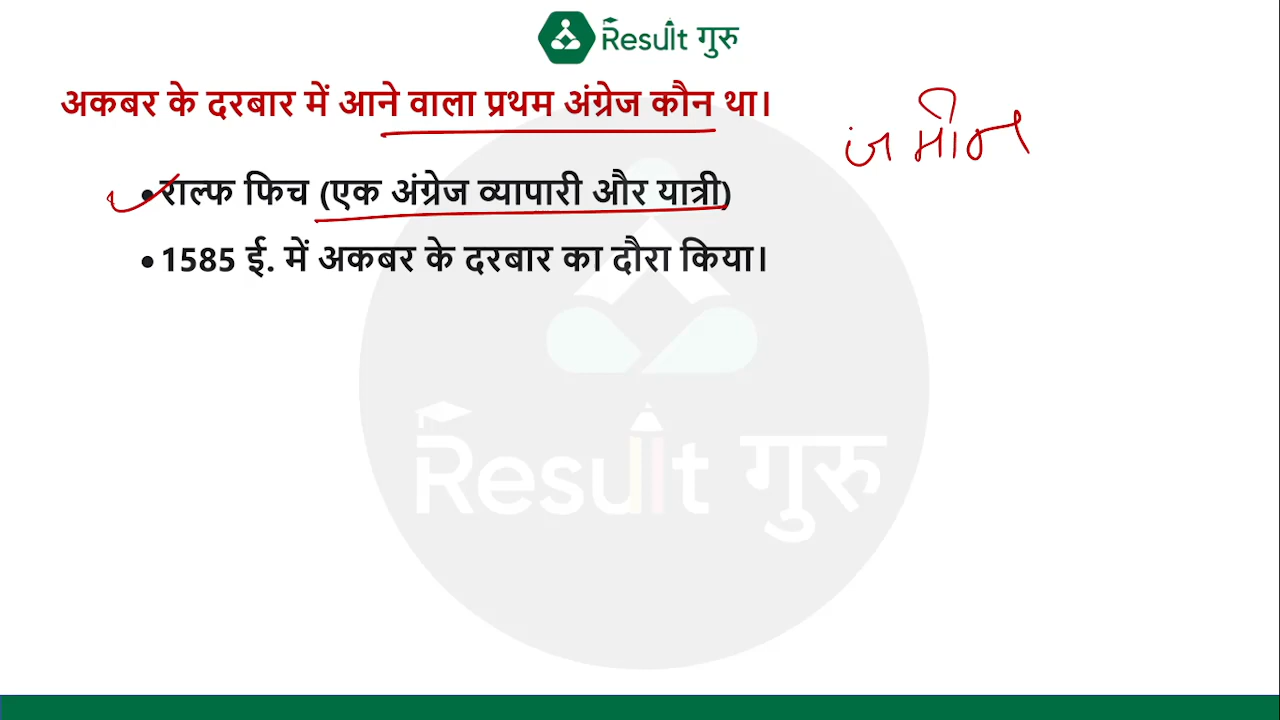 Result गुरु
अकबर के दरबार में आने वाला प्रथम अंग्रेज कौन था।
• राल्फ फिच (एक अंग्रेज व्यापारी और यात्री)
• 1585 ई. में अकबर के दरबार का दौरा किया।
Result गुरु